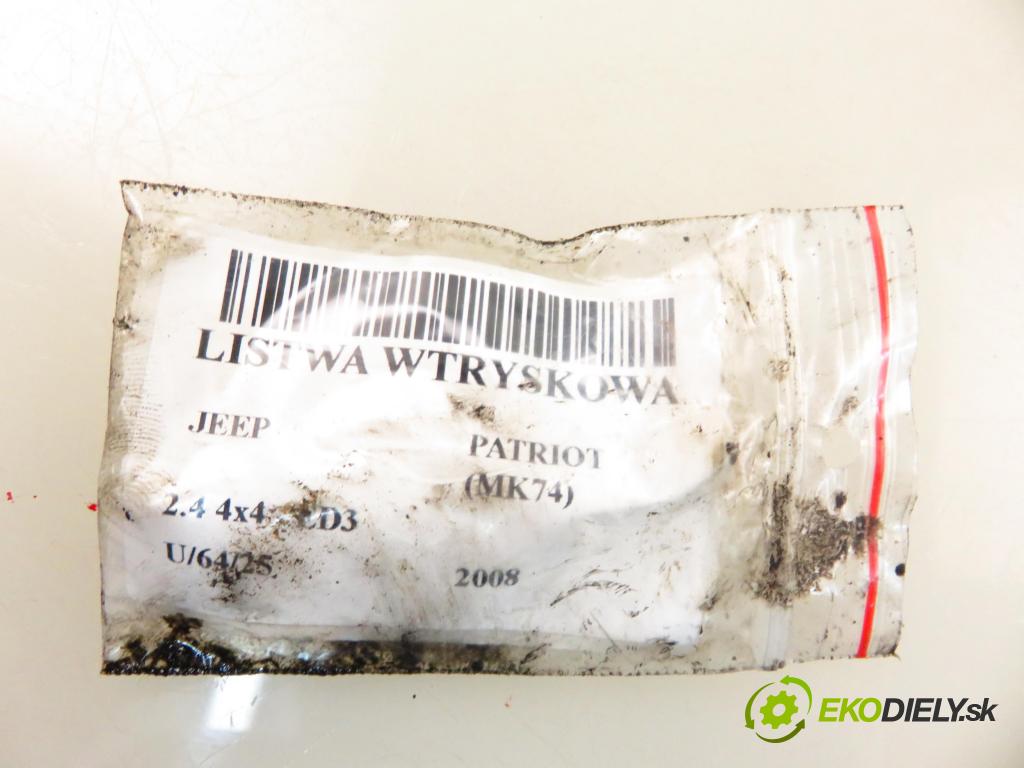 LISTWA WTRYSKOWA
JEEP PATRIOT
(MK74)
2.4 4x4
U/64/25 2008
EKODIELY.sk